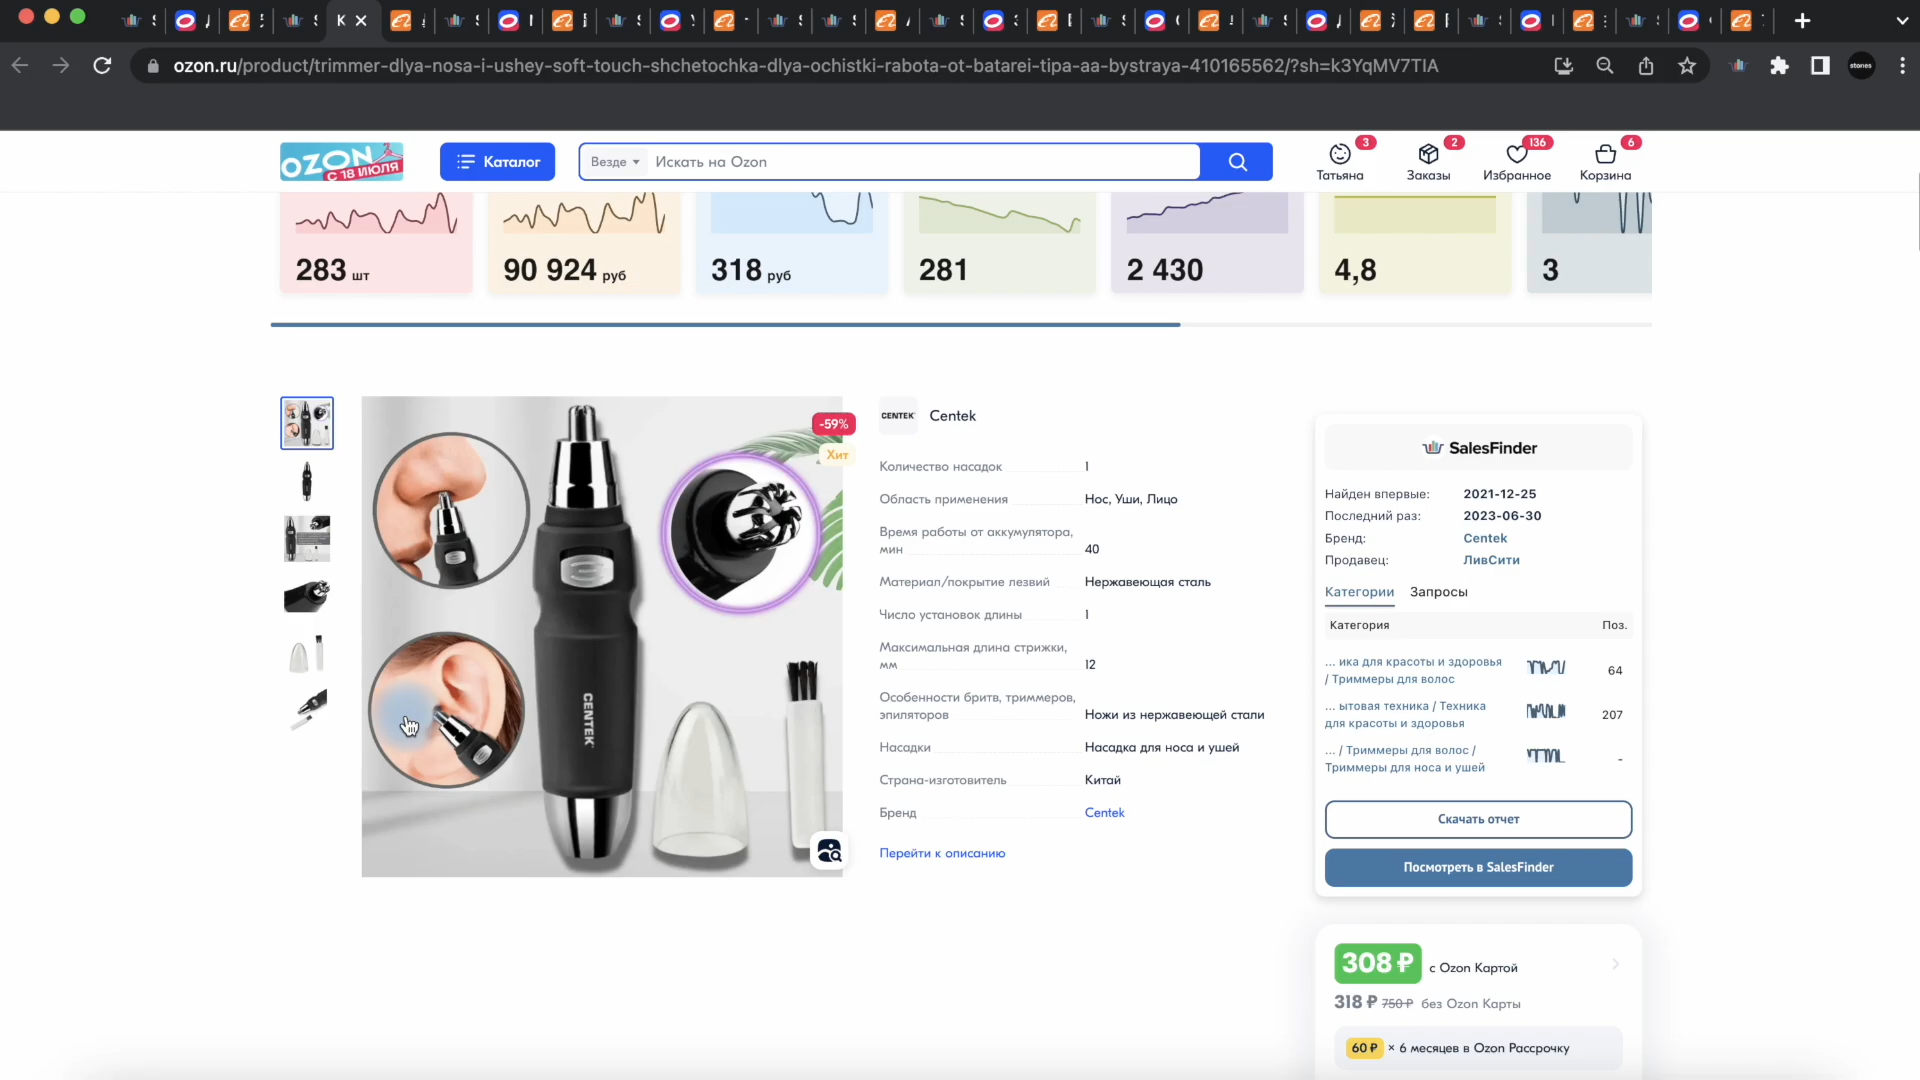 ozon.ru/product/trimmer-dlya-nosa-i-ushey-soft-touch-shchetochka-dlya-ochistki-rabota-ot-batarei-tipa-aa-bystraya-410165562/?sh=k3YqMV7TIA
stories
OZON
С 18 ИЮЛЯ
Каталог
Везде
Искать на Ozon
3
Татьяна
2
Заказы
136
Избранное
6
Корзина
283 шт
90 924 руб
318 руб
281
2 430
4,8
3
-59%
Хит
CENTEK
CENTEK
Centek
Количество насадок 1
Область применения Нос, Уши, Лицо
Время работы от аккумулятора,
мин 40
Материал/покрытие лезвий Нержавеющая сталь
Число установок длины 1
Максимальная длина стрижки,
мм 12
Особенности бритв, триммеров,
эпиляторов Ножи из нержавеющей стали
Насадки Насадка для носа и ушей
Страна-изготовитель Китай
Бренд Centek
Перейти к описанию
SalesFinder
Найден впервые: 2021-12-25
Последний раз: 2023-06-30
Бренд: Centek
Продавец: ЛивСити
Категории Запросы
Категория Поз.
... ика для красоты и здоровья
/ Триммеры для волос 64
... ытовая техника / Техника
для красоты и здоровья 207
... / Триммеры для волос /
Триммеры для носа и ушей -
Скачать отчет
Посмотреть в SalesFinder
308 ₽ с Ozon Картой
318 ₽ 750 ₽ без Ozon Карты
60 ₽ × 6 месяцев в Ozon Рассрочку